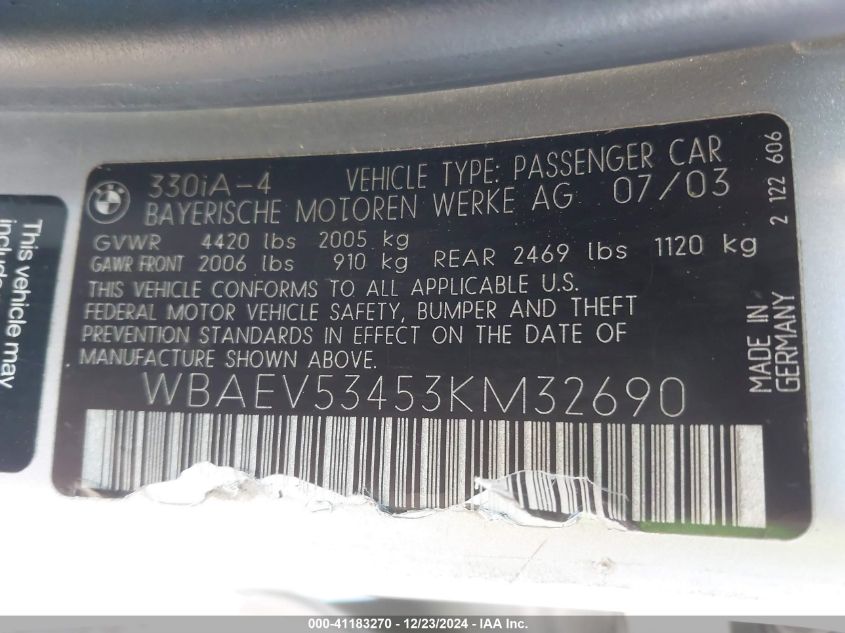 330iA-4 VEHICLE TYPE: PASSENGER CAR
BAYERISCHE MOTOREN WERKE AG 07/03
GVWR 4420 lbs 2005 kg
GAWR FRONT 2006 lbs 910 kg REAR 2469 lbs 1120 kg
THIS VEHICLE CONFORMS TO ALL APPLICABLE U.S.
FEDERAL MOTOR VEHICLE SAFETY, BUMPER AND THEFT
PREVENTION STANDARDS IN EFFECT ON THE DATE OF
MANUFACTURE SHOWN ABOVE.
WBAEV53453KM32690
2 122 606
MADE IN
GERMANY
This vehicle may
000-41183270 - 12/23/2024 - IAA Inc.